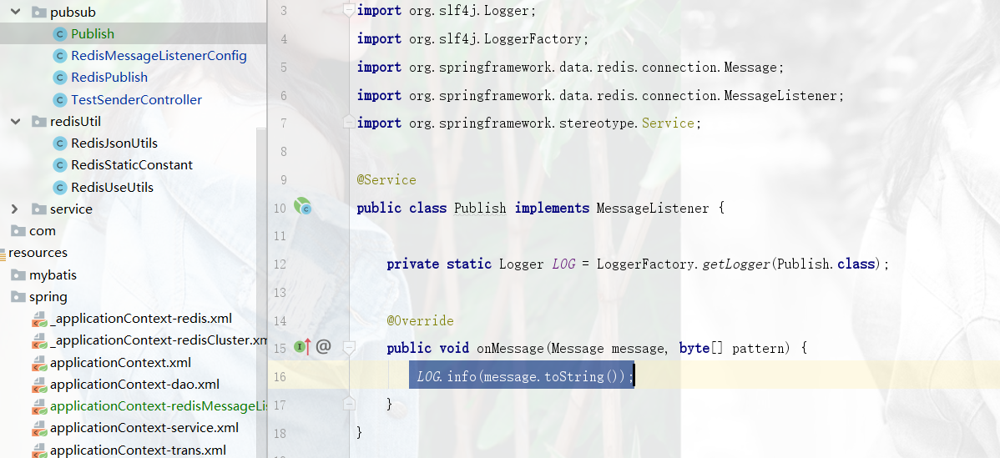 pubsub
Publish
RedisMessageListenerConfig
RedisPublish
TestSenderController
redisUtil
RedisJsonUtils
RedisStaticConstant
RedisUseUtils
service
com
resources
mybatis
spring
_applicationContext-redis.xml
_applicationContext-redisCluster.xm
applicationContext.xml
applicationContext-dao.xml
applicationContext-redisMessageLi
applicationContext-service.xml
applicationContext-trans.xml
3 import org.slf4j.Logger;
4 import org.slf4j.LoggerFactory;
5 import org.springframework.data.redis.connection.Message;
6 import org.springframework.data.redis.connection.MessageListener;
7 import org.springframework.stereotype.Service;
8
9 @Service
10 public class Publish implements MessageListener {
11
12 private static Logger LOG = LoggerFactory.getLogger(Publish.class);
13
14 @Override
15 @ public void onMessage(Message message, byte[] pattern) {
16 LOG.info(message.toString());
17 }
18 }